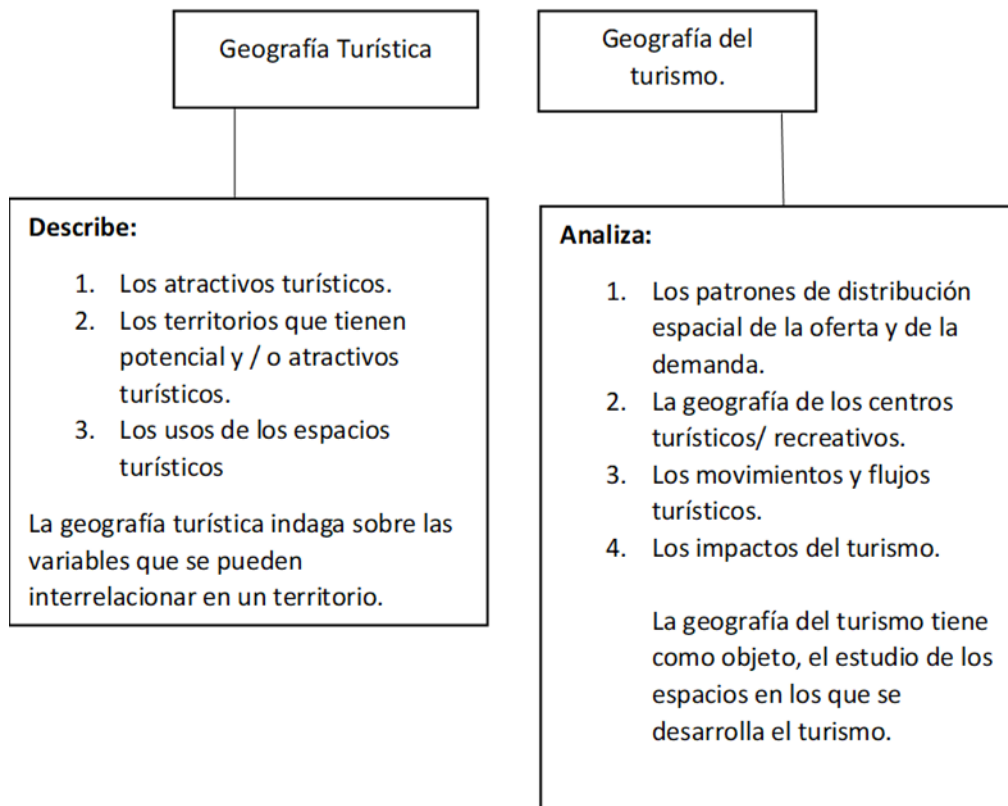 Geografía Turística
Geografía del
turismo.
Describe:
1. Los atractivos turísticos.
2. Los territorios que tienen
potencial y / o atractivos
turísticos.
3. Los usos de los espacios
turísticos
La geografía turística indaga sobre las
variables que se pueden
interrelacionar en un territorio.
Analiza:
1. Los patrones de distribución
espacial de la oferta y de la
demanda.
2. La geografía de los centros
turísticos/ recreativos.
3. Los movimientos y flujos
turísticos.
4. Los impactos del turismo.
La geografía del turismo tiene
como objeto, el estudio de los
espacios en los que se
desarrolla el turismo.